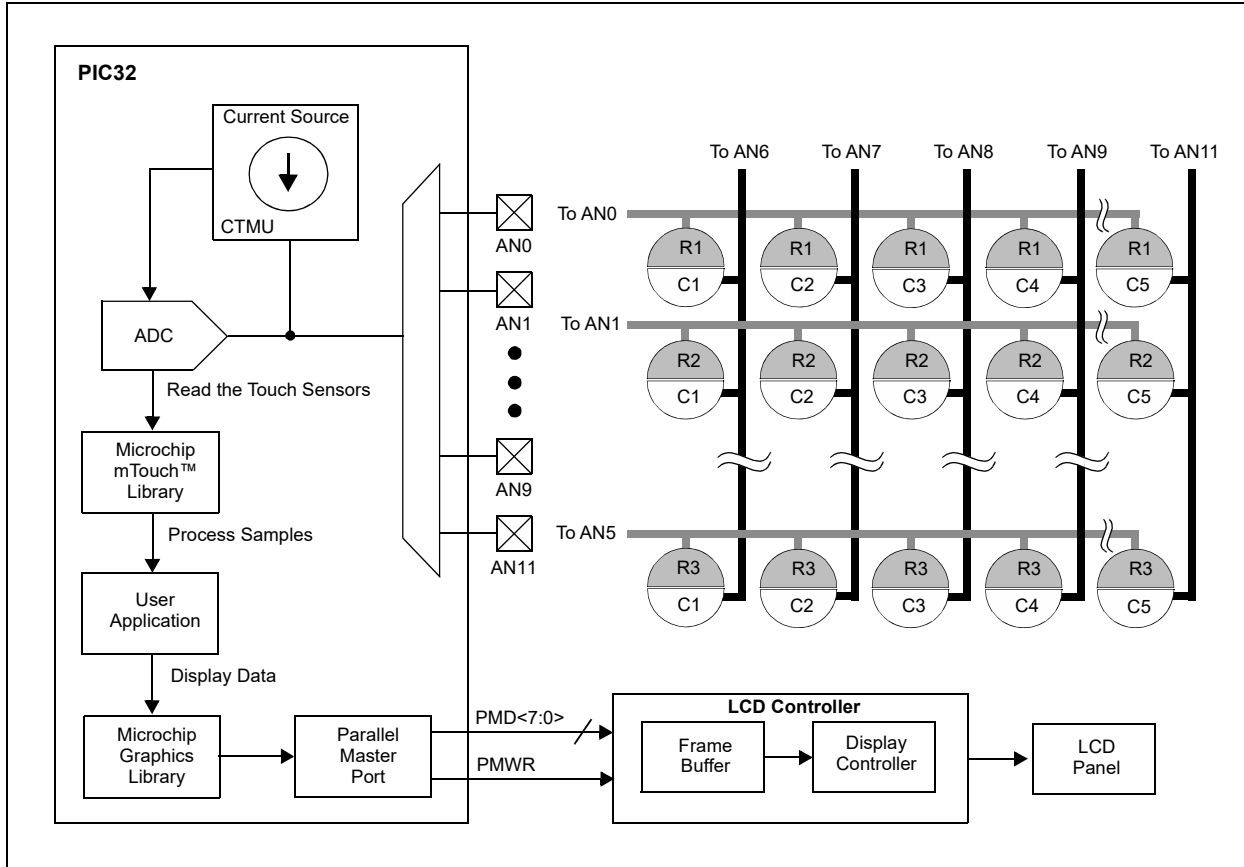 PIC32
Current Source
CTMU
ADC
Read the Touch Sensors
Microchip
mTouch™
Library
Process Samples
User
Application
Display Data
Microchip
Graphics
Library
Parallel
Master
Port
AN0
AN1
AN9
AN11
To AN6 To AN7 To AN8 To AN9 To AN11
To AN0
R1 R1 R1 R1 R1
C1 C2 C3 C4 C5
To AN1
R2 R2 R2 R2 R2
C1 C2 C3 C4 C5
To AN5
R3 R3 R3 R3 R3
C1 C2 C3 C4 C5
PMD<7:0>
PMWR
LCD Controller
Frame
Buffer
Display
Controller
LCD
Panel